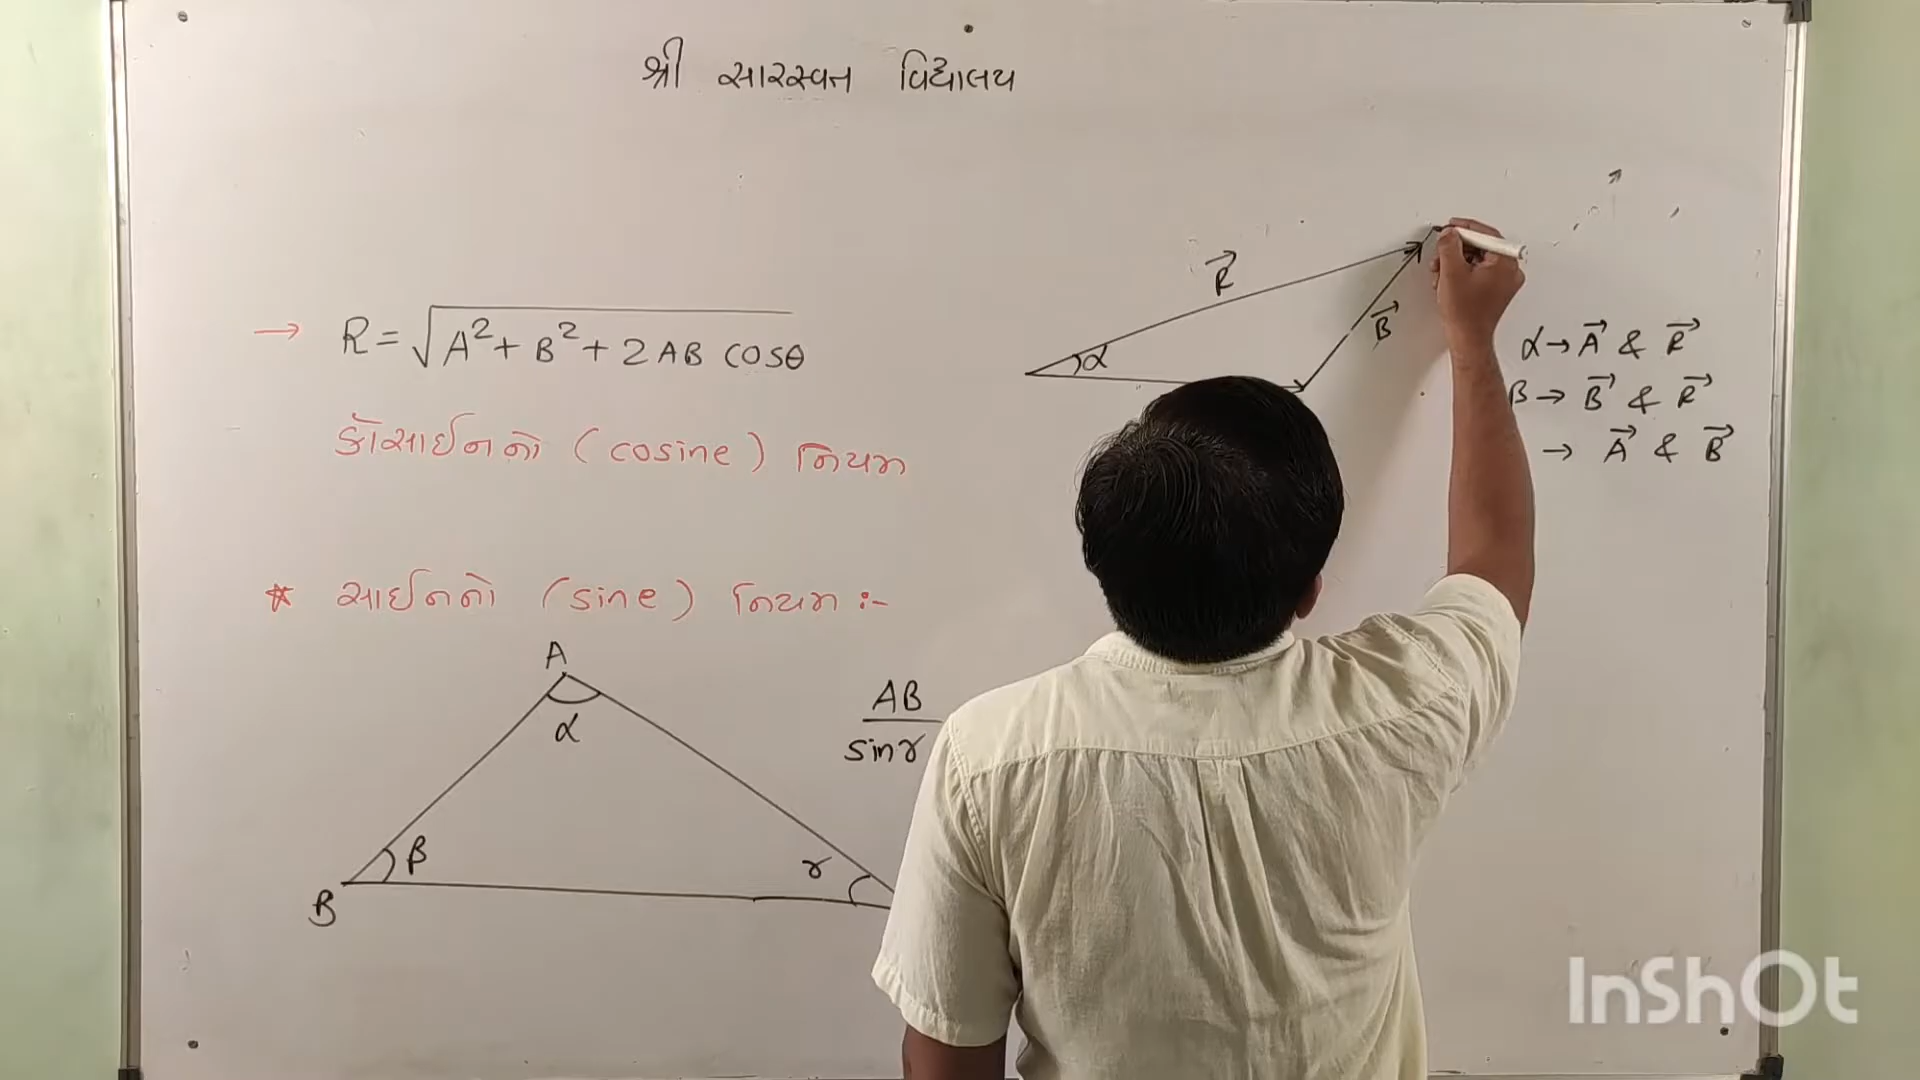 શ્રી સારસ્વત વિદ્યાલય
→ R = √A² + B² + 2AB cosθ
કોસાઈનનો (cosine) નિયમ
* સાઈનનો (sine) નિયમ :-
A
α
β
B
γ
AB
sinγ
R⃗
α
B⃗
α → A⃗ & R⃗
β → B⃗ & R⃗
→ A⃗ & B⃗
InShOt